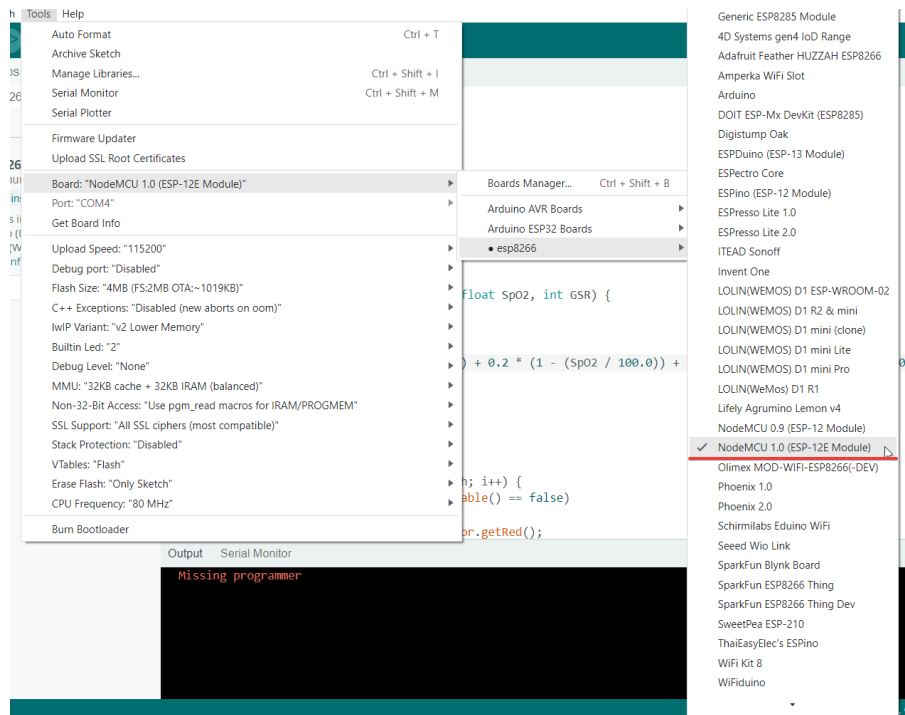 h Tools Help
Auto Format Ctrl + T
Archive Sketch
Manage Libraries... Ctrl + Shift + I
Serial Monitor Ctrl + Shift + M
Serial Plotter
Firmware Updater
Upload SSL Root Certificates
Board: "NodeMCU 1.0 (ESP-12E Module)"
Port: "COM4"
Get Board Info
Upload Speed: "115200"
Debug port: "Disabled"
Flash Size: "4MB (FS:2MB OTA:~1019KB)"
C++ Exceptions: "Disabled (new aborts on oom)"
lwIP Variant: "v2 Lower Memory"
Builtin Led: "2"
Debug Level: "None"
MMU: "32KB cache + 32KB IRAM (balanced)"
Non-32-Bit Access: "Use pgm_read macros for IRAM/PROGMEM"
SSL Support: "All SSL ciphers (most compatible)"
Stack Protection: "Disabled"
VTables: "Flash"
Erase Flash: "Only Sketch"
CPU Frequency: "80 MHz"
Burn Bootloader
Boards Manager... Ctrl + Shift + B
Arduino AVR Boards
Arduino ESP32 Boards
● esp8266
Generic ESP8285 Module
4D Systems gen4 IoD Range
Adafruit Feather HUZZAH ESP8266
Amperka WiFi Slot
Arduino
DOIT ESP-Mx DevKit (ESP8285)
Digistump Oak
ESPDuino (ESP-13 Module)
ESPectro Core
ESPino (ESP-12 Module)
ESPresso Lite 1.0
ESPresso Lite 2.0
ITEAD Sonoff
Invent One
LOLIN(WEMOS) D1 ESP-WROOM-02
LOLIN(WEMOS) D1 R2 & mini
LOLIN(WEMOS) D1 mini (clone)
LOLIN(WEMOS) D1 mini Lite
LOLIN(WEMOS) D1 mini Pro
LOLIN(WeMos) D1 R1
Lifely Agrumino Lemon v4
NodeMCU 0.9 (ESP-12 Module)
✓ NodeMCU 1.0 (ESP-12E Module)
Olimex MOD-WIFI-ESP8266(-DEV)
Phoenix 1.0
Phoenix 2.0
Schirmilabs Eduino WiFi
Seeed Wio Link
SparkFun Blynk Board
SparkFun ESP8266 Thing
SparkFun ESP8266 Thing Dev
SweetPea ESP-210
ThaiEasyElec's ESPino
WiFi Kit 8
WiFiduino
float SpO2, int GSR) {
) + 0.2 * (1 - (SpO2 / 100.0)) +
h; i++) {
able() == false)
or.getRed();
Output Serial Monitor
Missing programmer